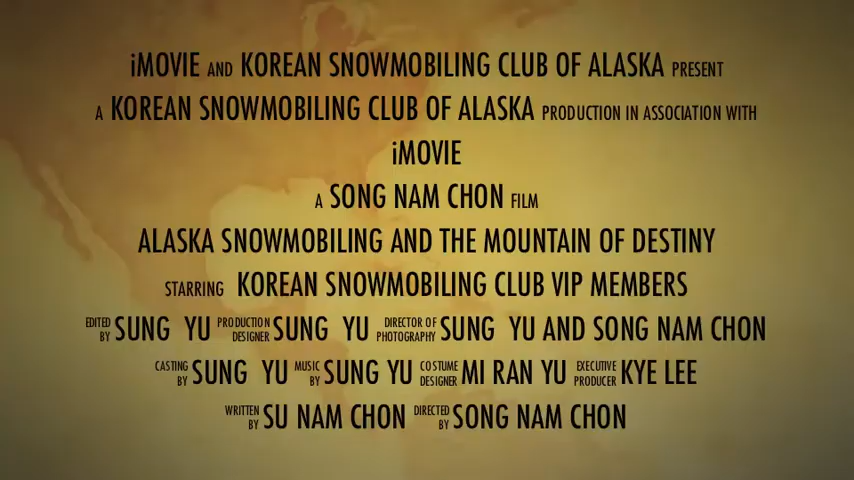 iMOVIE AND KOREAN SNOWMOBILING CLUB OF ALASKA PRESENT
A KOREAN SNOWMOBILING CLUB OF ALASKA PRODUCTION IN ASSOCIATION WITH
iMOVIE
A SONG NAM CHON FILM
ALASKA SNOWMOBILING AND THE MOUNTAIN OF DESTINY
STARRING KOREAN SNOWMOBILING CLUB VIP MEMBERS
EDITED BY SUNG YU PRODUCTION DESIGNER SUNG YU DIRECTOR OF PHOTOGRAPHY SUNG YU AND SONG NAM CHON
CASTING BY SUNG YU MUSIC BY SUNG YU COSTUME DESIGNER MI RAN YU EXECUTIVE PRODUCER KYE LEE
WRITTEN BY SU NAM CHON DIRECTED BY SONG NAM CHON